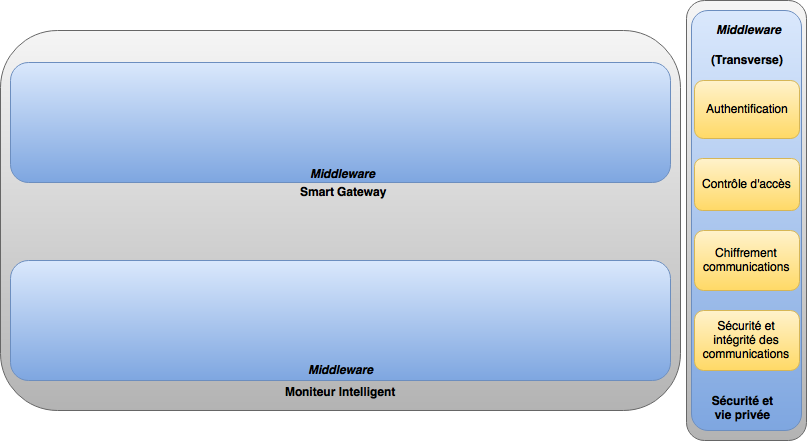 Middleware
Smart Gateway
Middleware
Moniteur Intelligent
Middleware
(Transverse)
Authentification
Contrôle d'accès
Chiffrement
communications
Sécurité et
intégrité des
communications
Sécurité et
vie privée